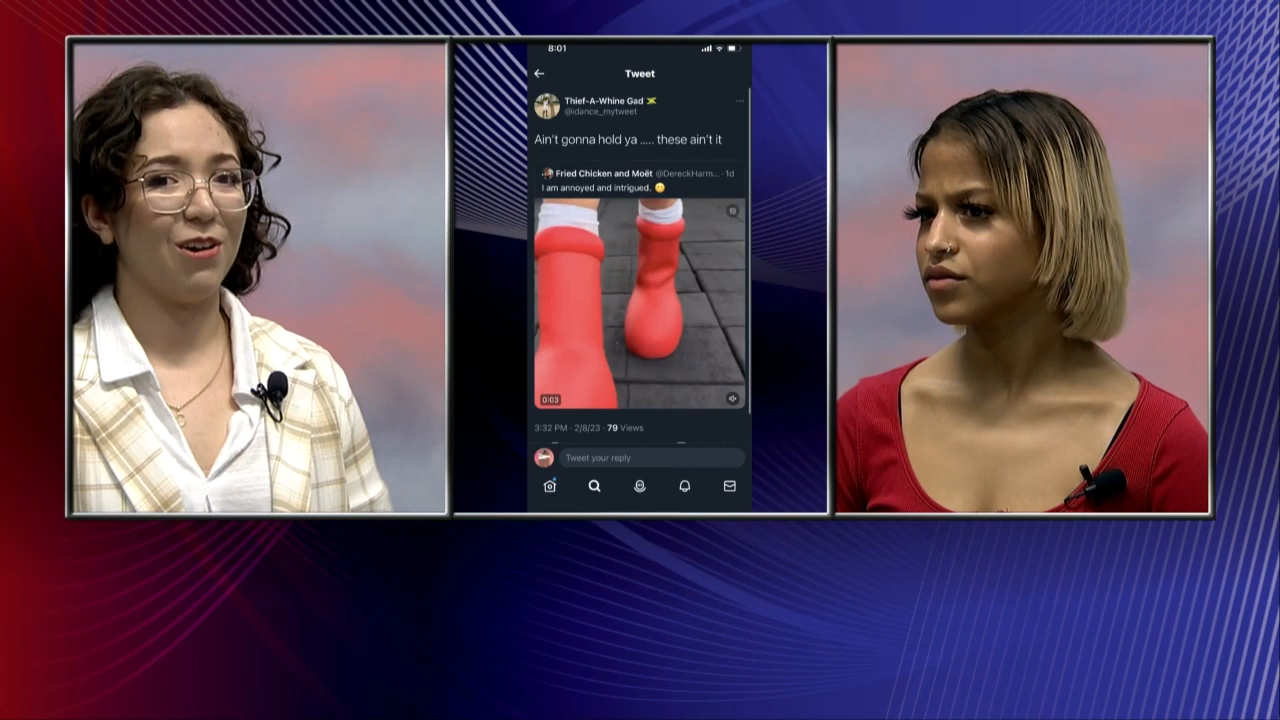 8:01
Tweet
Thief-A-Whine Gad
@idance_mytweet
Ain't gonna hold ya ..... these ain't it
Fried Chicken and Moët @DereckHarm... · 1d
I am annoyed and intrigued.
0:03
3:32 PM · 2/8/23 · 79 Views
Tweet your reply